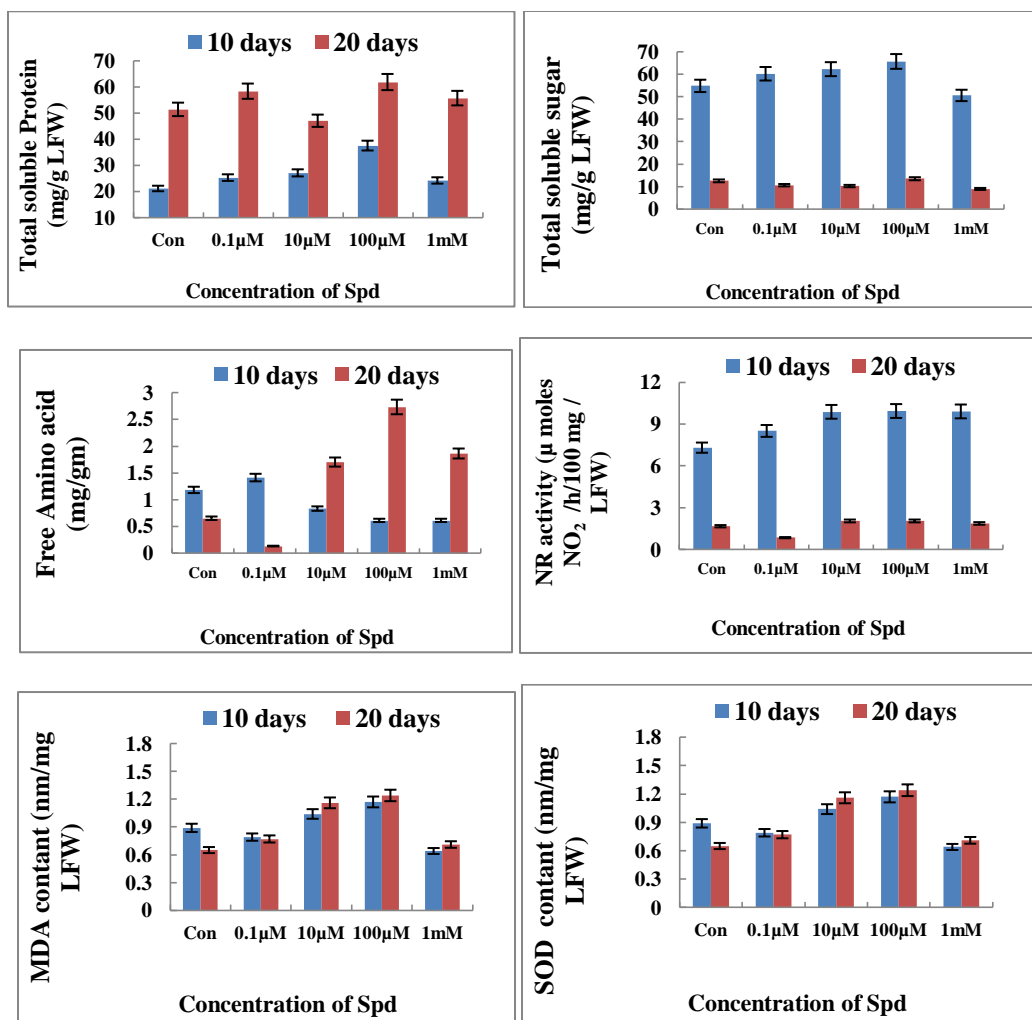 10 days 20 days
Total soluble Protein
(mg/g LFW)
70
60
50
40
30
20
10
Con 0.1µM 10µM 100µM 1mM
Concentration of Spd
Total soluble sugar
(mg/g LFW)
70
60
50
40
30
20
10
0
Con 0.1µM 10µM 100µM 1mM
Concentration of Spd
10 days 20 days
Free Amino acid
(mg/gm)
3
2.5
2
1.5
1
0.5
0
Con 0.1µM 10µM 100µM 1mM
Concentration of Spd
10 days 20 days
NR activity (µ moles
NO₂ /h/100 mg /
LFW)
12
9
6
3
0
Con 0.1µM 10µM 100µM 1mM
Concentration of Spd
10 days 20 days
MDA contant (nm/mg
LFW)
1.8
1.5
1.2
0.9
0.6
0.3
0
Con 0.1µM 10µM 100µM 1mM
Concentration of Spd
10 days 20 days
SOD contant (nm/mg
LFW)
1.8
1.5
1.2
0.9
0.6
0.3
0
Con 0.1µM 10µM 100µM 1mM
Concentration of Spd